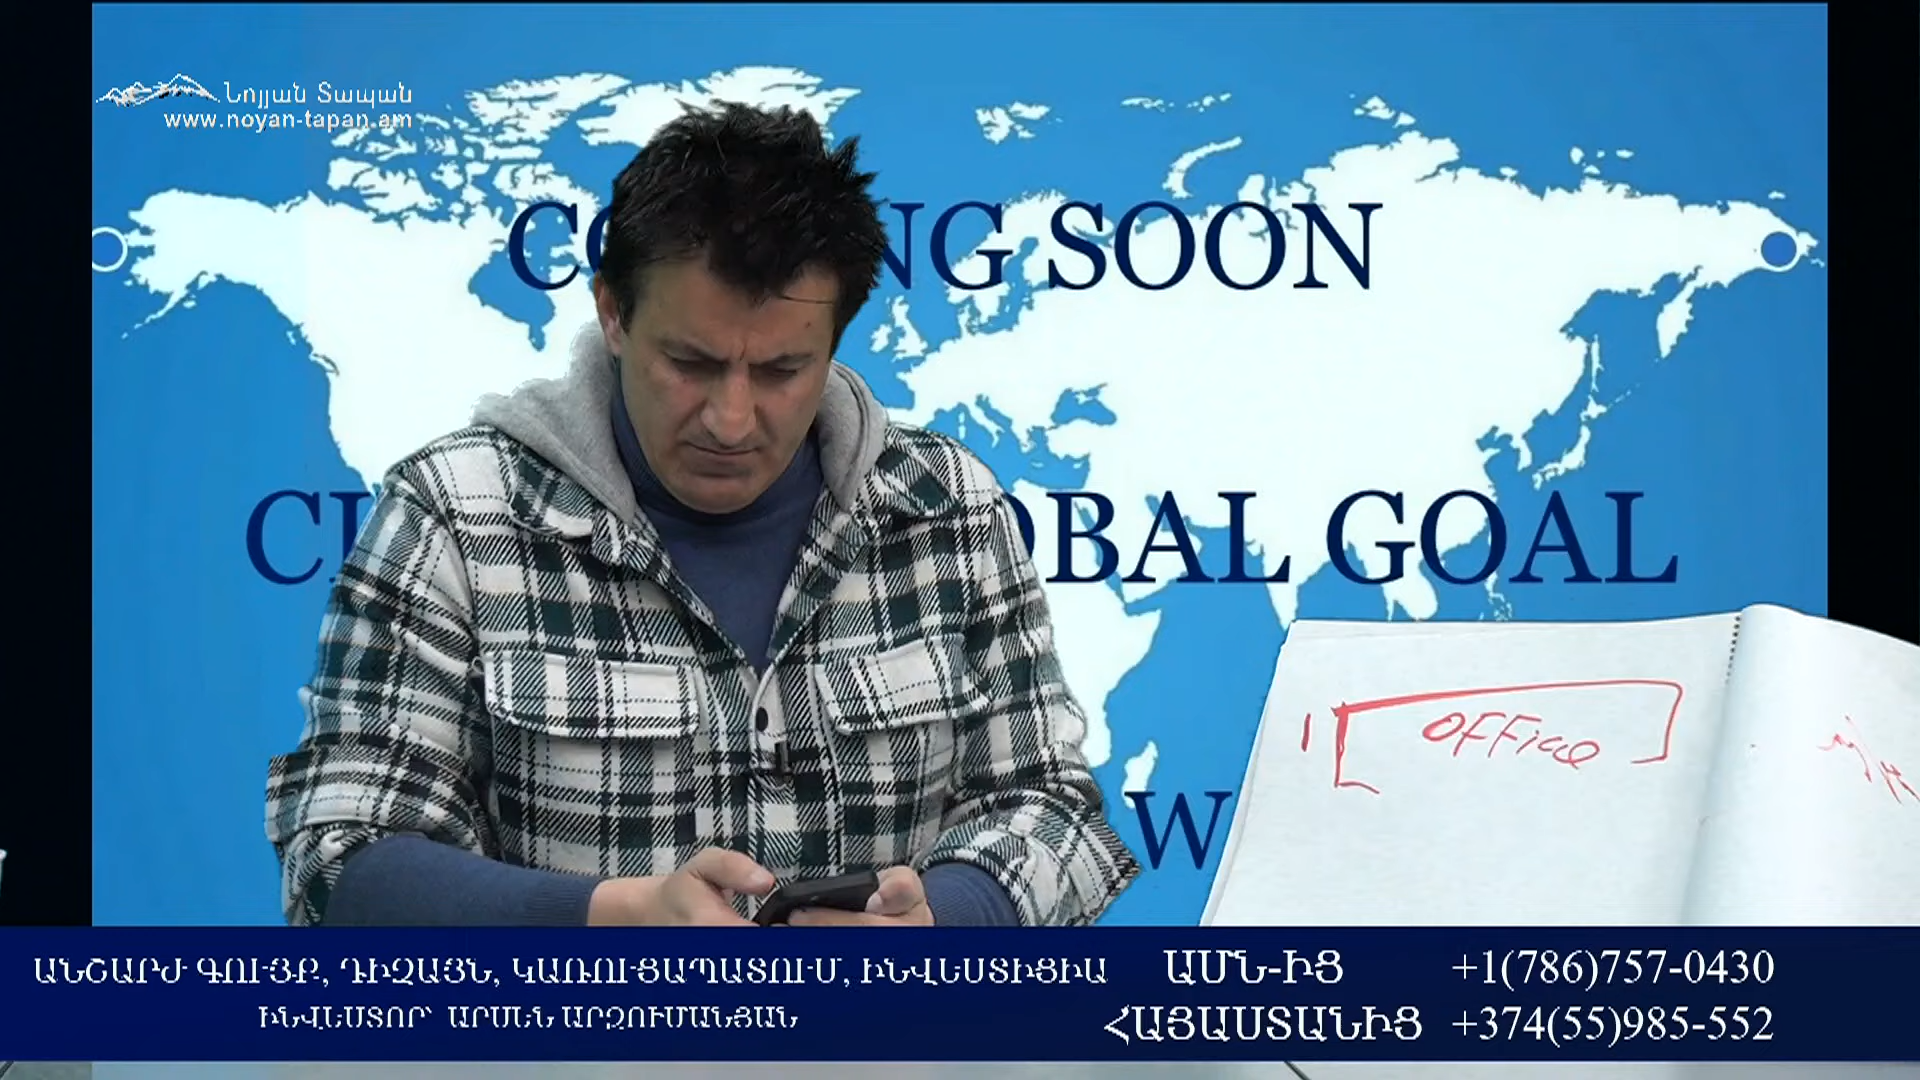 Նոյյան Տապան
www.noyan-tapan.am
NG SOON
OBAL GOAL
OFFice
ԱՆՇԱՐԺ ԳՈՒՅՔ, ԴԻԶԱՅՆ, ԿԱՌՈՒՑԱՊԱՏՈՒՄ, ԻՆՎԵՍՏԻՑԻԱ
ԻՆՎԵՍՏՈՐ՝ ԱՐՍԵՆ ԱՐԶՈՒՄԱՆՅԱՆ
ԱՄՆ-ԻՑ +1(786)757-0430
ՀԱՅԱՍՏԱՆԻՑ +374(55)985-552